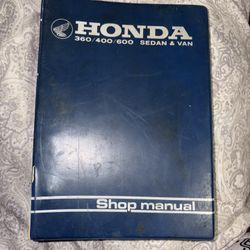 HONDA
360/400/600 SEDAN & VAN
Shop manual